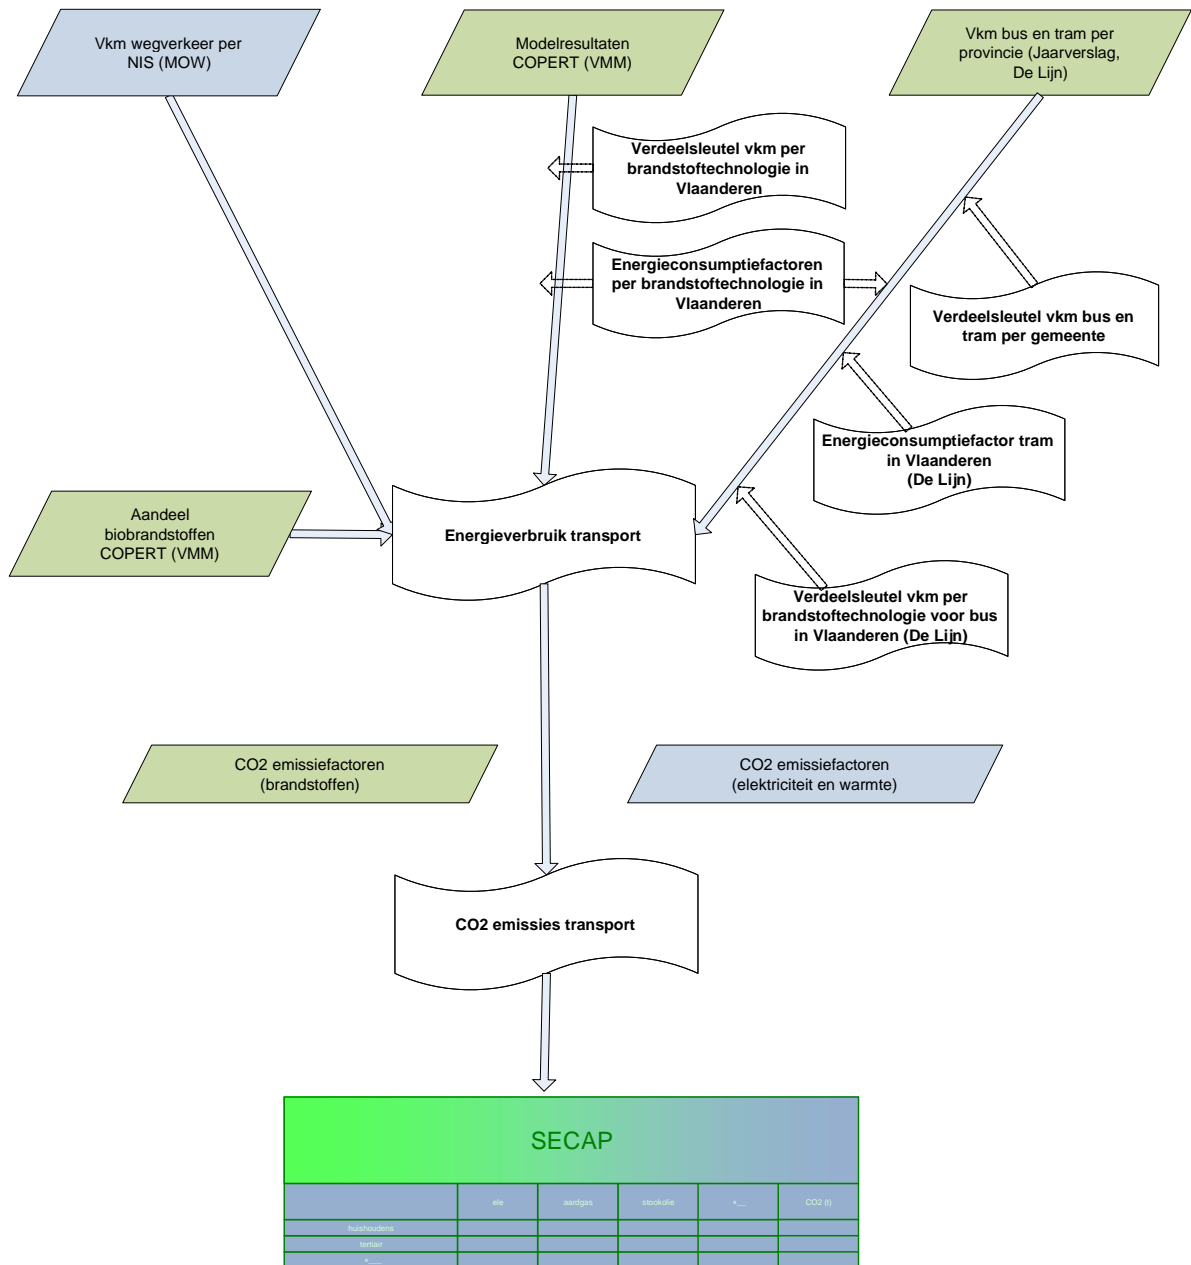 Vkm wegverkeer per
NIS (MOW)
Modelresultaten
COPERT (VMM)
Vkm bus en tram per
provincie (Jaarverslag,
De Lijn)
Verdeelsleutel vkm per
brandstoftechnologie in
Vlaanderen
Energieconsumptiefactoren
per brandstoftechnologie in
Vlaanderen
Verdeelsleutel vkm bus en
tram per gemeente
Energieconsumptiefactor tram
in Vlaanderen
(De Lijn)
Aandeel
biobrandstoffen
COPERT (VMM)
Energieverbruik transport
Verdeelsleutel vkm per
brandstoftechnologie voor bus
in Vlaanderen (De Lijn)
CO2 emissiefactoren
(brandstoffen)
CO2 emissiefactoren
(elektriciteit en warmte)
CO2 emissies transport
SECAP
ele aardgas stookolie CO2 (t)
huishoudens
tertiair